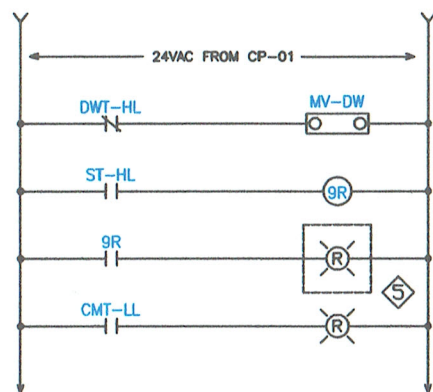 24VAC FROM CP-01
DWT-HL MV-DW
ST-HL
9R
9R
R
5
CMT-LL
R